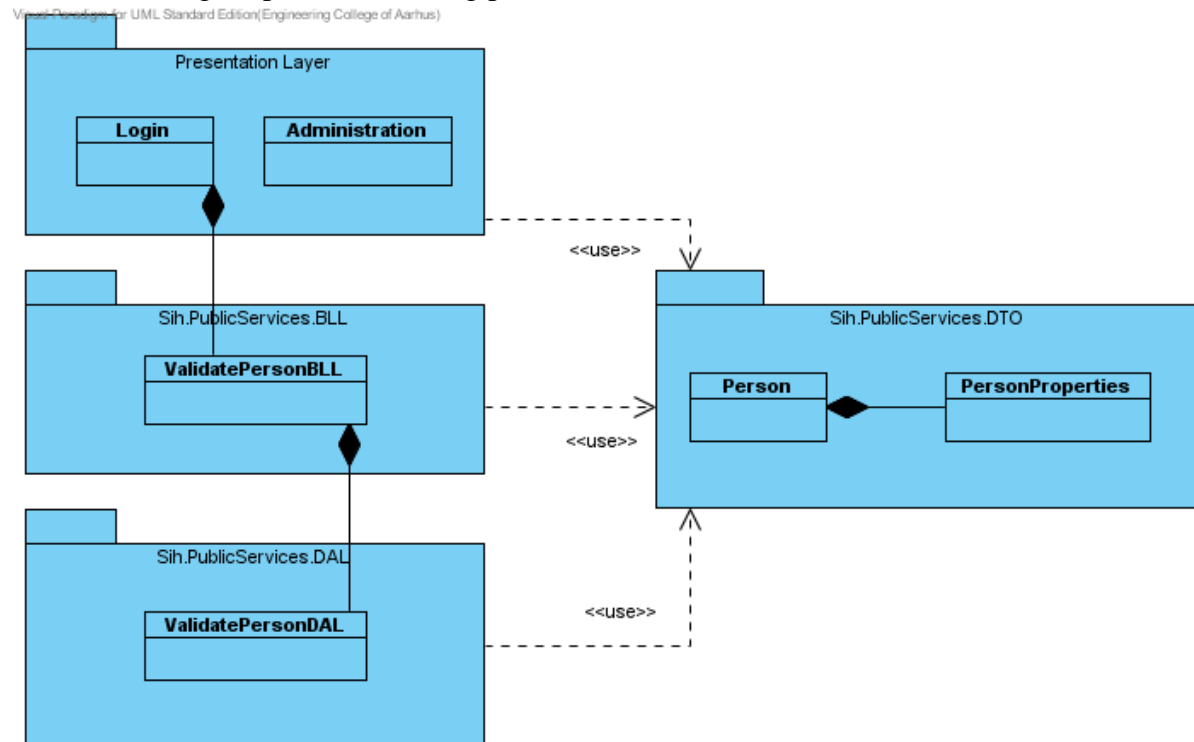 Visual Paradigm for UML Standard Edition(Engineering College of Aarhus)
Presentation Layer
Login
Administration
<<use>>
Sih.PublicServices.BLL
ValidatePersonBLL
Sih.PublicServices.DTO
Person
PersonProperties
<<use>>
Sih.PublicServices.DAL
ValidatePersonDAL
<<use>>